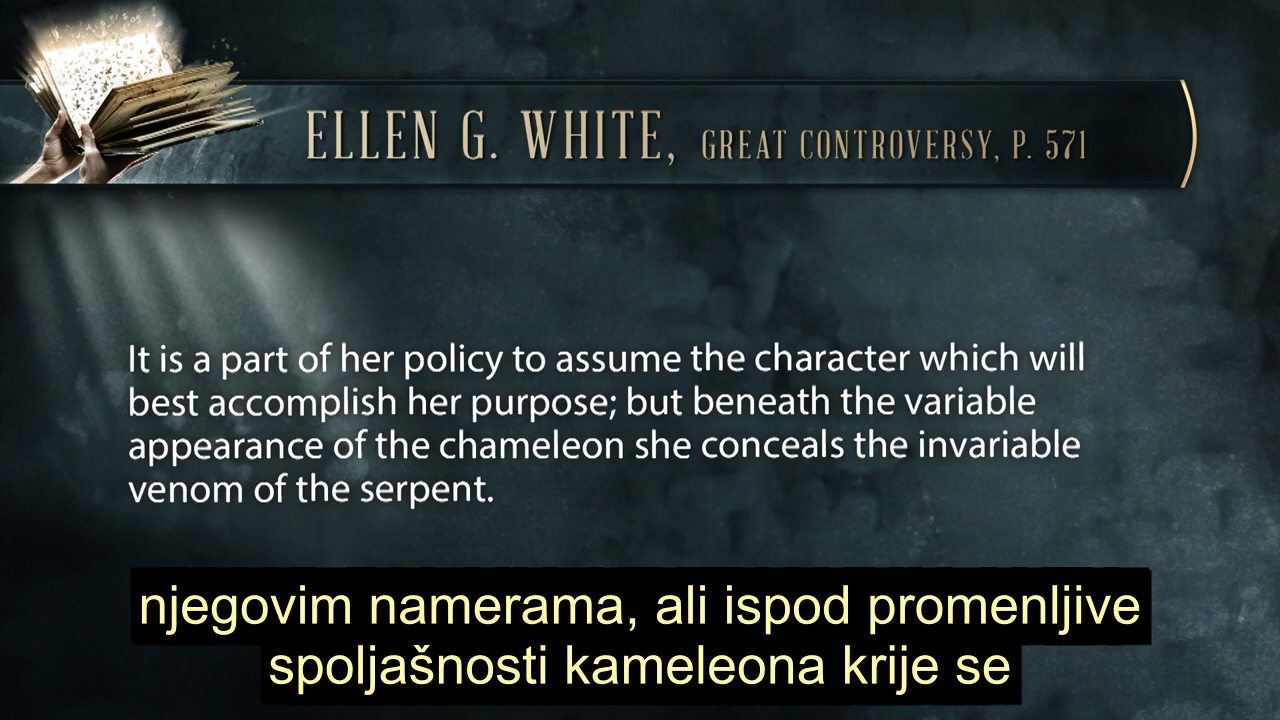 ELLEN G. WHITE, GREAT CONTROVERSY, P. 571
It is a part of her policy to assume the character which will
best accomplish her purpose; but beneath the variable
appearance of the chameleon she conceals the invariable
venom of the serpent.
njegovim namerama, ali ispod promenljive
spoljašnosti kameleona krije se